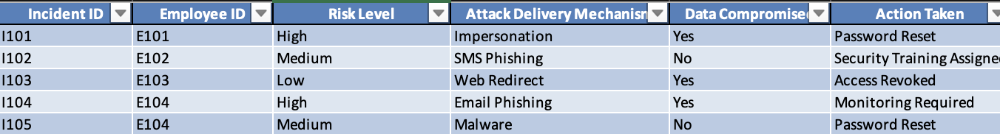 Incident ID Employee ID Risk Level Attack Delivery Mechanism Data Compromised Action Taken
I101 E101 High Impersonation Yes Password Reset
I102 E102 Medium SMS Phishing No Security Training Assigned
I103 E103 Low Web Redirect Yes Access Revoked
I104 E104 High Email Phishing Yes Monitoring Required
I105 E104 Medium Malware No Password Reset